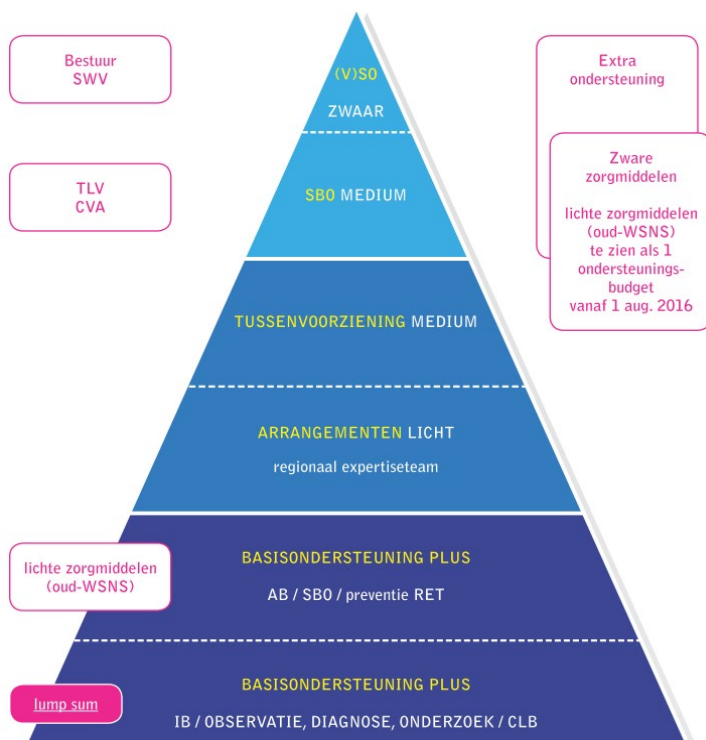 Bestuur
SWV
(V)SO
ZWAAR
Extra
ondersteuning
TLV
CVA
SBO MEDIUM
Zware
zorgmiddelen
lichte zorgmiddelen
(oud-WSNS)
te zien als 1
ondersteunings-
budget
vanaf 1 aug. 2016
TUSSENVOORZIENING MEDIUM
ARRANGEMENTEN LICHT
regionaal expertiseteam
lichte zorgmiddelen
(oud-WSNS)
BASISONDERSTEUNING PLUS
AB / SBO / preventie RET
BASISONDERSTEUNING PLUS
lump sum
IB / OBSERVATIE, DIAGNOSE, ONDERZOEK / CLB